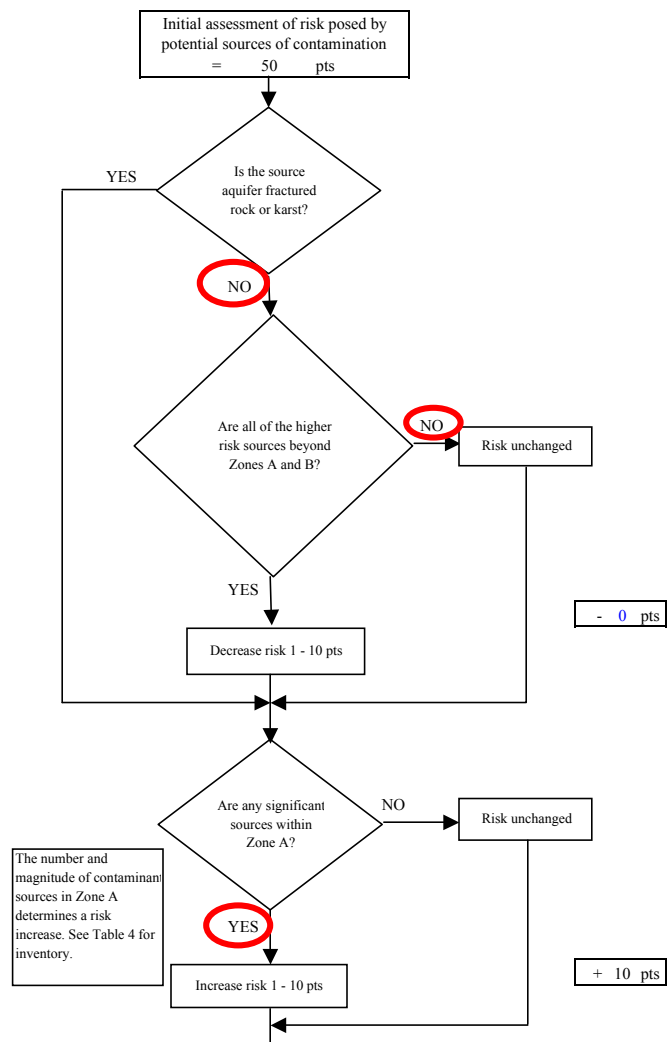 Initial assessment of risk posed by
potential sources of contamination
= 50 pts
YES
Is the source
aquifer fractured
rock or karst?
NO
Are all of the higher
risk sources beyond
Zones A and B?
NO
Risk unchanged
YES
- 0 pts
Decrease risk 1 - 10 pts
Are any significant
sources within
Zone A?
NO
Risk unchanged
The number and
magnitude of contaminant
sources in Zone A
determines a risk
increase. See Table 4 for
inventory.
YES
+ 10 pts
Increase risk 1 - 10 pts